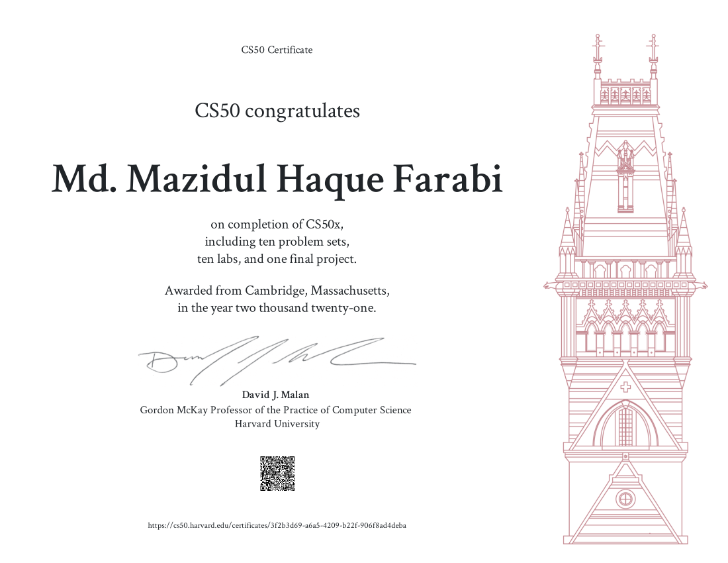 CS50 Certificate
CS50 congratulates
Md. Mazidul Haque Farabi
on completion of CS50x,
including ten problem sets,
ten labs, and one final project.
Awarded from Cambridge, Massachusetts,
in the year two thousand twenty-one.
David J. Malan
Gordon McKay Professor of the Practice of Computer Science
Harvard University
https://cs50.harvard.edu/certificates/3f2b3d69-a6a5-4209-b22f-906f8ad4deba